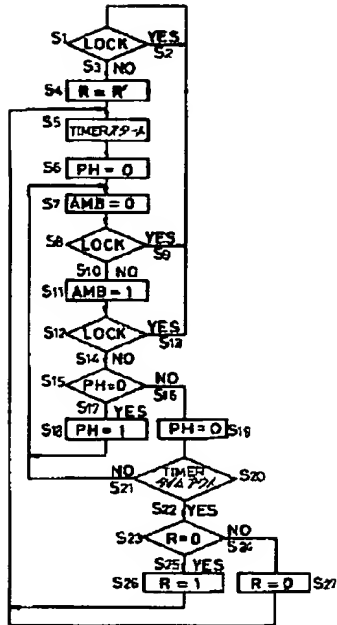 S1 LOCK YES S2
S3 NO
S4 R = R'
S5 TIMERスタート
S6 PH = 0
S7 AMB = 0
S8 LOCK YES S9
S10 NO
S11 AMB = 1
S12 LOCK YES S13
S14 NO
S15 PH=0 NO S16
S17 YES
S18 PH = 1 PH=0 S19
NO S21 TIMER タイムアウト S20
S22 YES
S23 R=0 NO S24
S25 YES
S26 R = 1 R = 0 S27